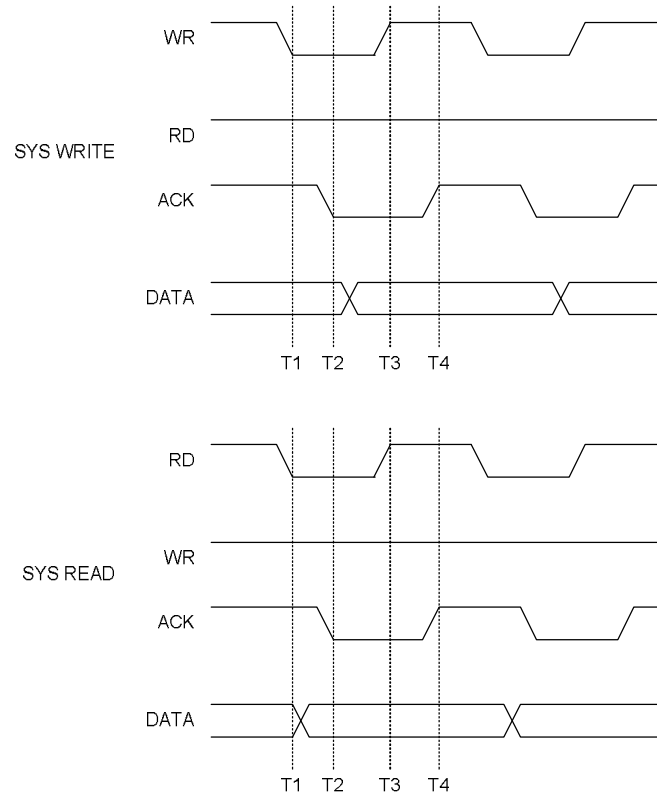 WR
RD
SYS WRITE
ACK
DATA
T1 T2 T3 T4
RD
WR
SYS READ
ACK
DATA
T1 T2 T3 T4